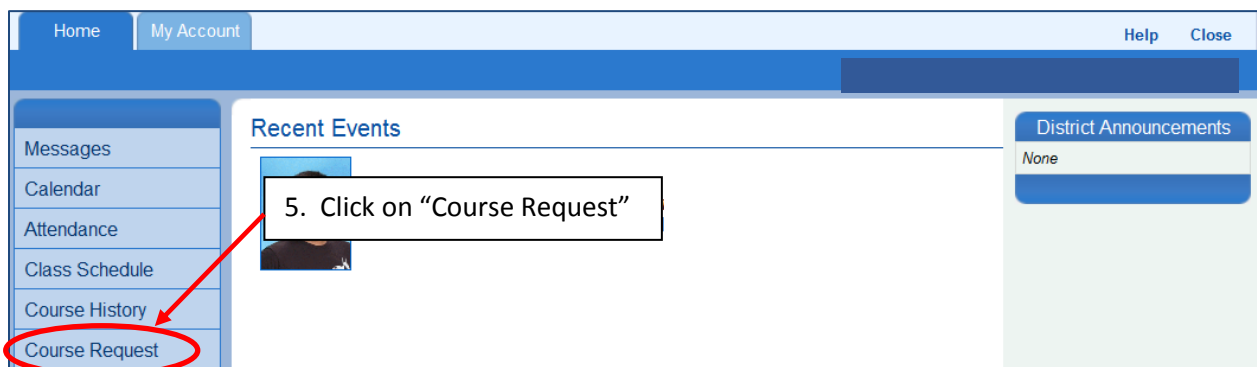 Home My Account Help Close
Recent Events
District Announcements
None
Messages
Calendar
Attendance
Class Schedule
Course History
Course Request
5. Click on “Course Request”